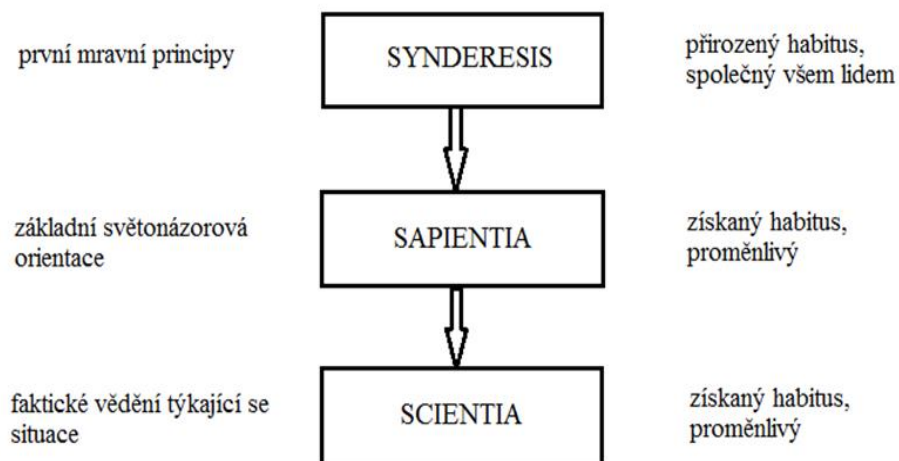 první mravní principy
SYNDERESIS
přirozený habitus,
společný všem lidem
základní světonázorová
orientace
SAPIENTIA
získaný habitus,
proměnlivý
faktické vědění týkající se
situace
SCIENTIA
získaný habitus,
proměnlivý